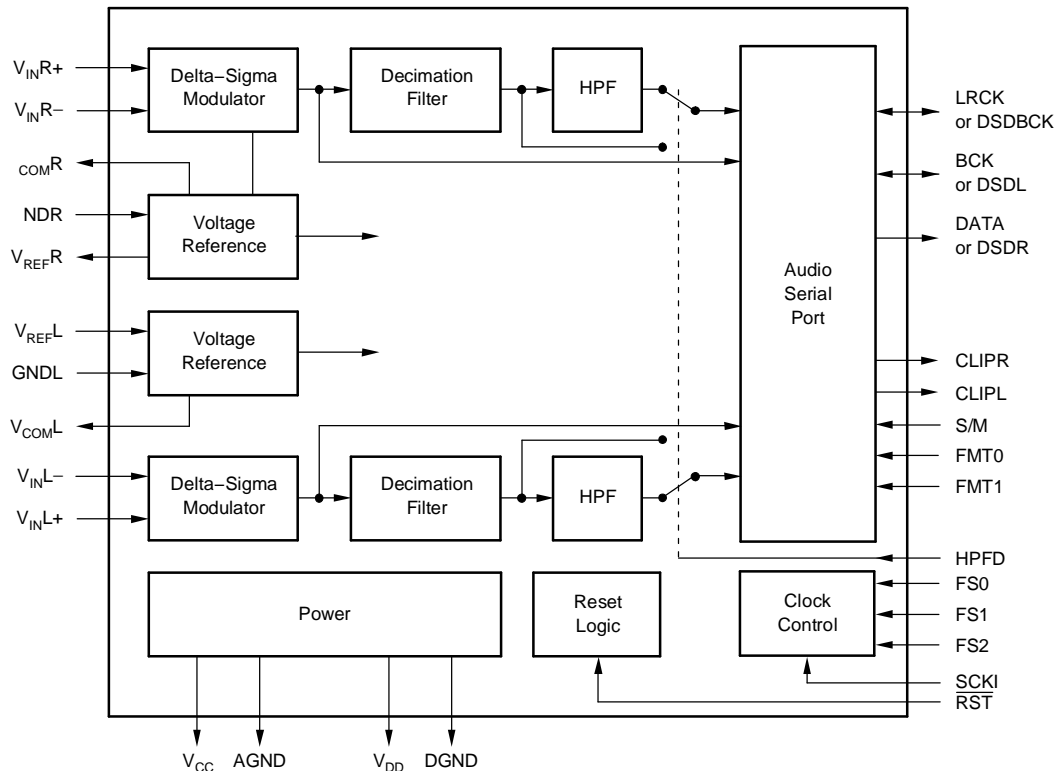 VINR+
VINR−
COMR
NDR
VREFR
VREFL
GNDL
VCOML
VINL−
VINL+
Delta−Sigma
Modulator
Decimation
Filter
HPF
Voltage
Reference
Voltage
Reference
Delta−Sigma
Modulator
Decimation
Filter
HPF
Audio
Serial
Port
Power
Reset
Logic
Clock
Control
LRCK
or DSDBCK
BCK
or DSDL
DATA
or DSDR
CLIPR
CLIPL
S/M
FMT0
FMT1
HPFD
FS0
FS1
FS2
SCKI
RST
VCC
AGND
VDD
DGND